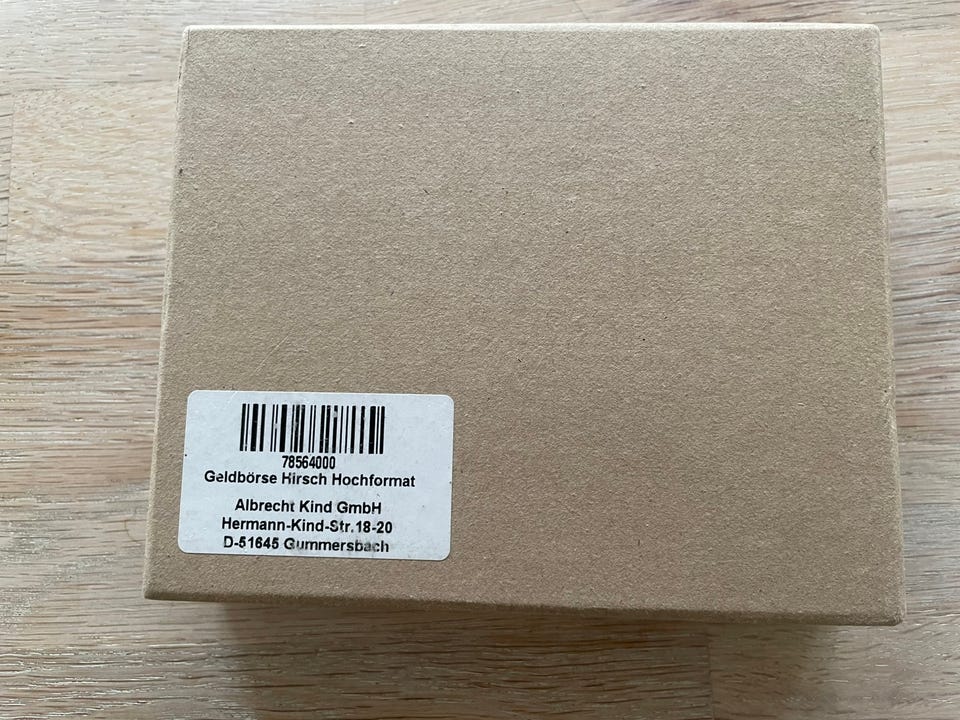 78564000
Geldbörse Hirsch Hochformat
Albrecht Kind GmbH
Hermann-Kind-Str.18-20
D-51645 Gummersbach